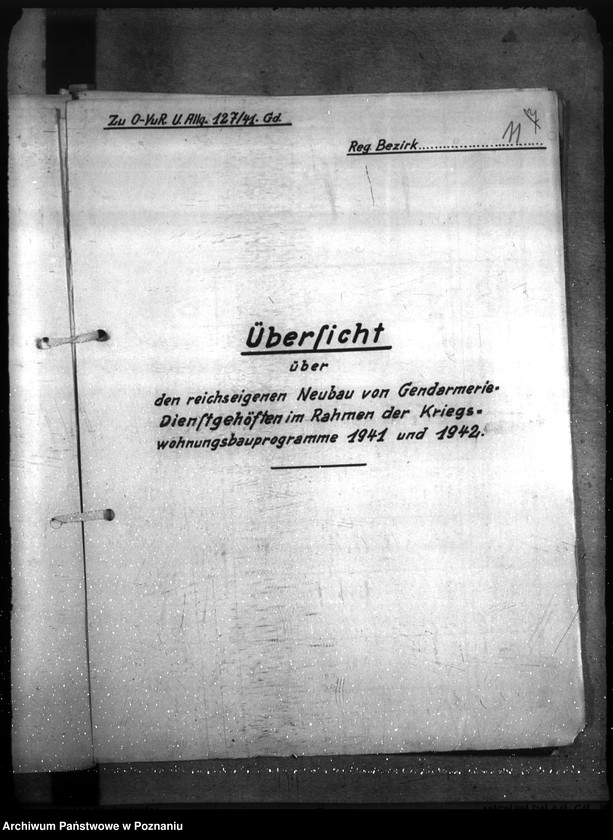 Zu O-VuR. U. Allg. 127/41. Gd.
11
Reg. Bezirk..............................
Überſicht
über
den reichseigenen Neubau von Gendarmerie-
Dienſtgehöften im Rahmen der Kriegs-
wohnungsbauprogramme 1941 und 1942.
Archiwum Państwowe w Poznaniu